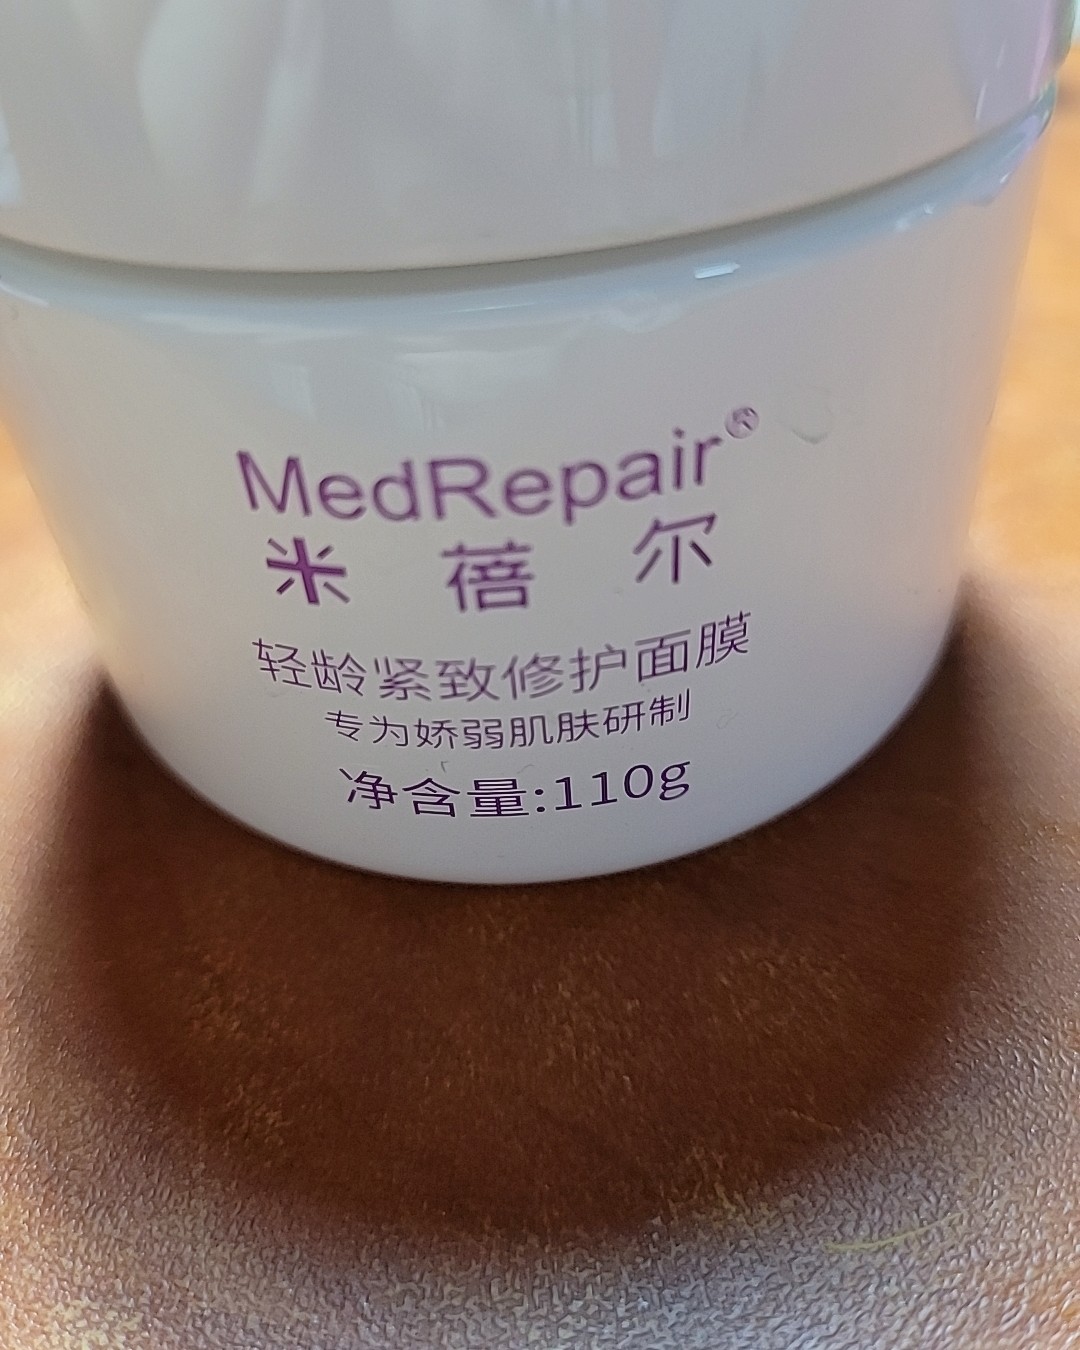 MedRepair®
米蓓尔
轻龄紧致修护面膜
专为娇弱肌肤研制
净含量:110g